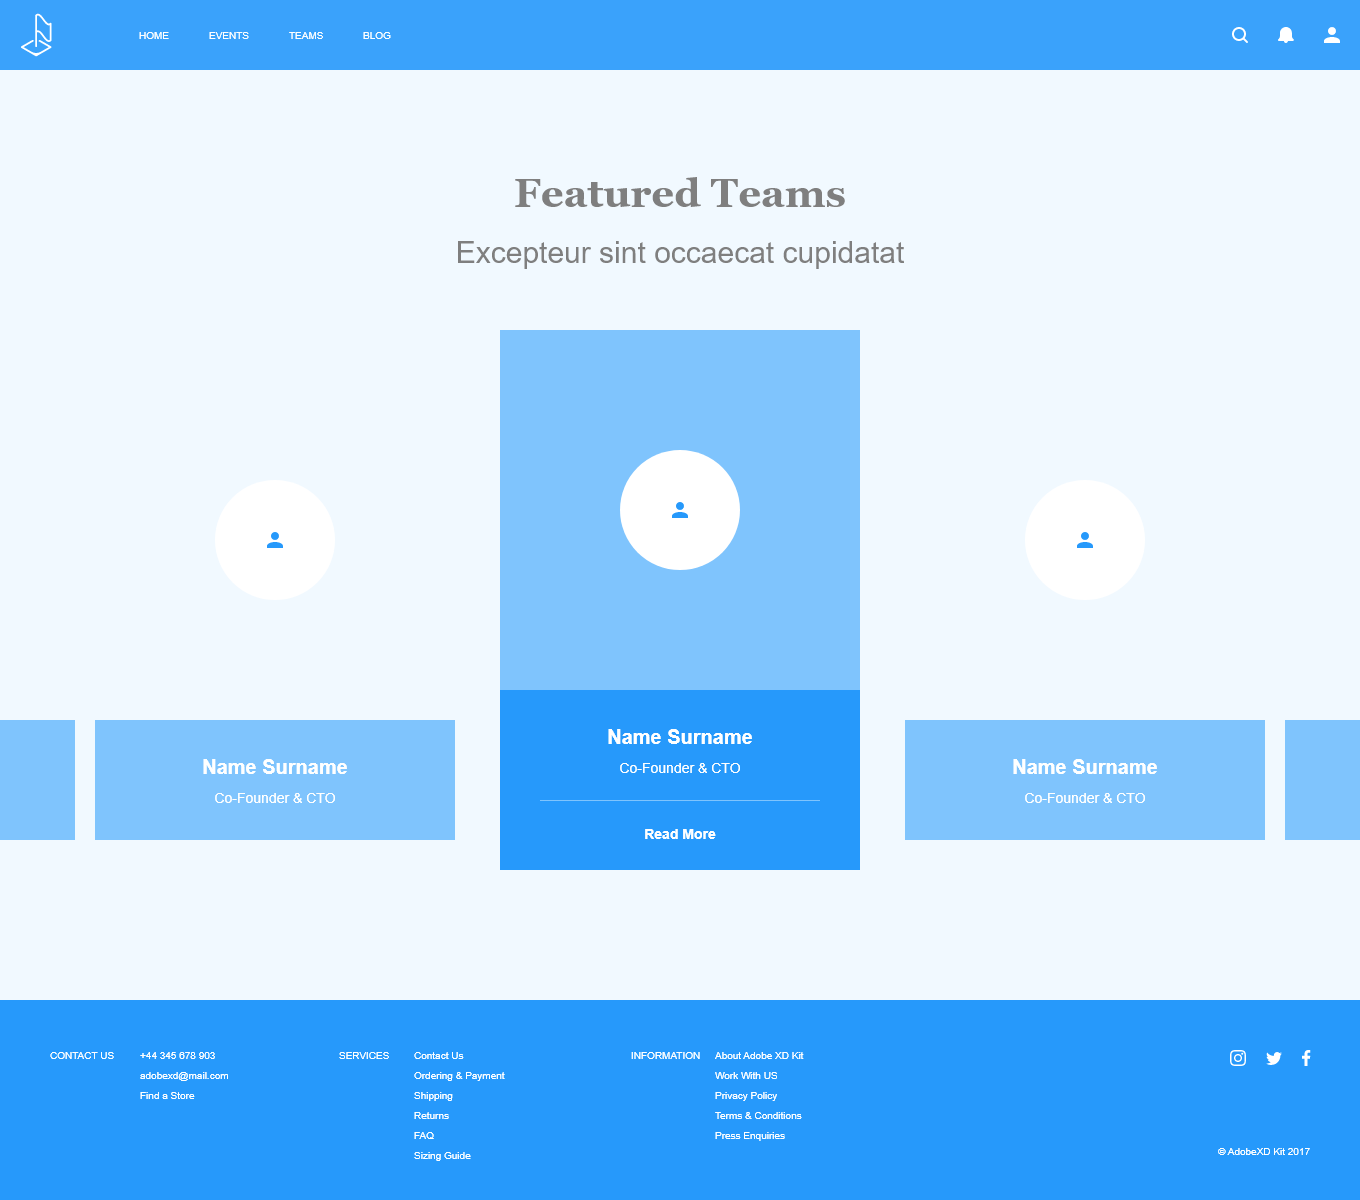 HOME EVENTS TEAMS BLOG
Featured Teams
Excepteur sint occaecat cupidatat
Name Surname
Co-Founder & CTO
Name Surname
Co-Founder & CTO
Read More
Name Surname
Co-Founder & CTO
CONTACT US
+44 345 678 903
adobexd@mail.com
Find a Store
SERVICES
Contact Us
Ordering & Payment
Shipping
Returns
FAQ
Sizing Guide
INFORMATION
About Adobe XD Kit
Work With US
Privacy Policy
Terms & Conditions
Press Enquiries
© AdobeXD Kit 2017